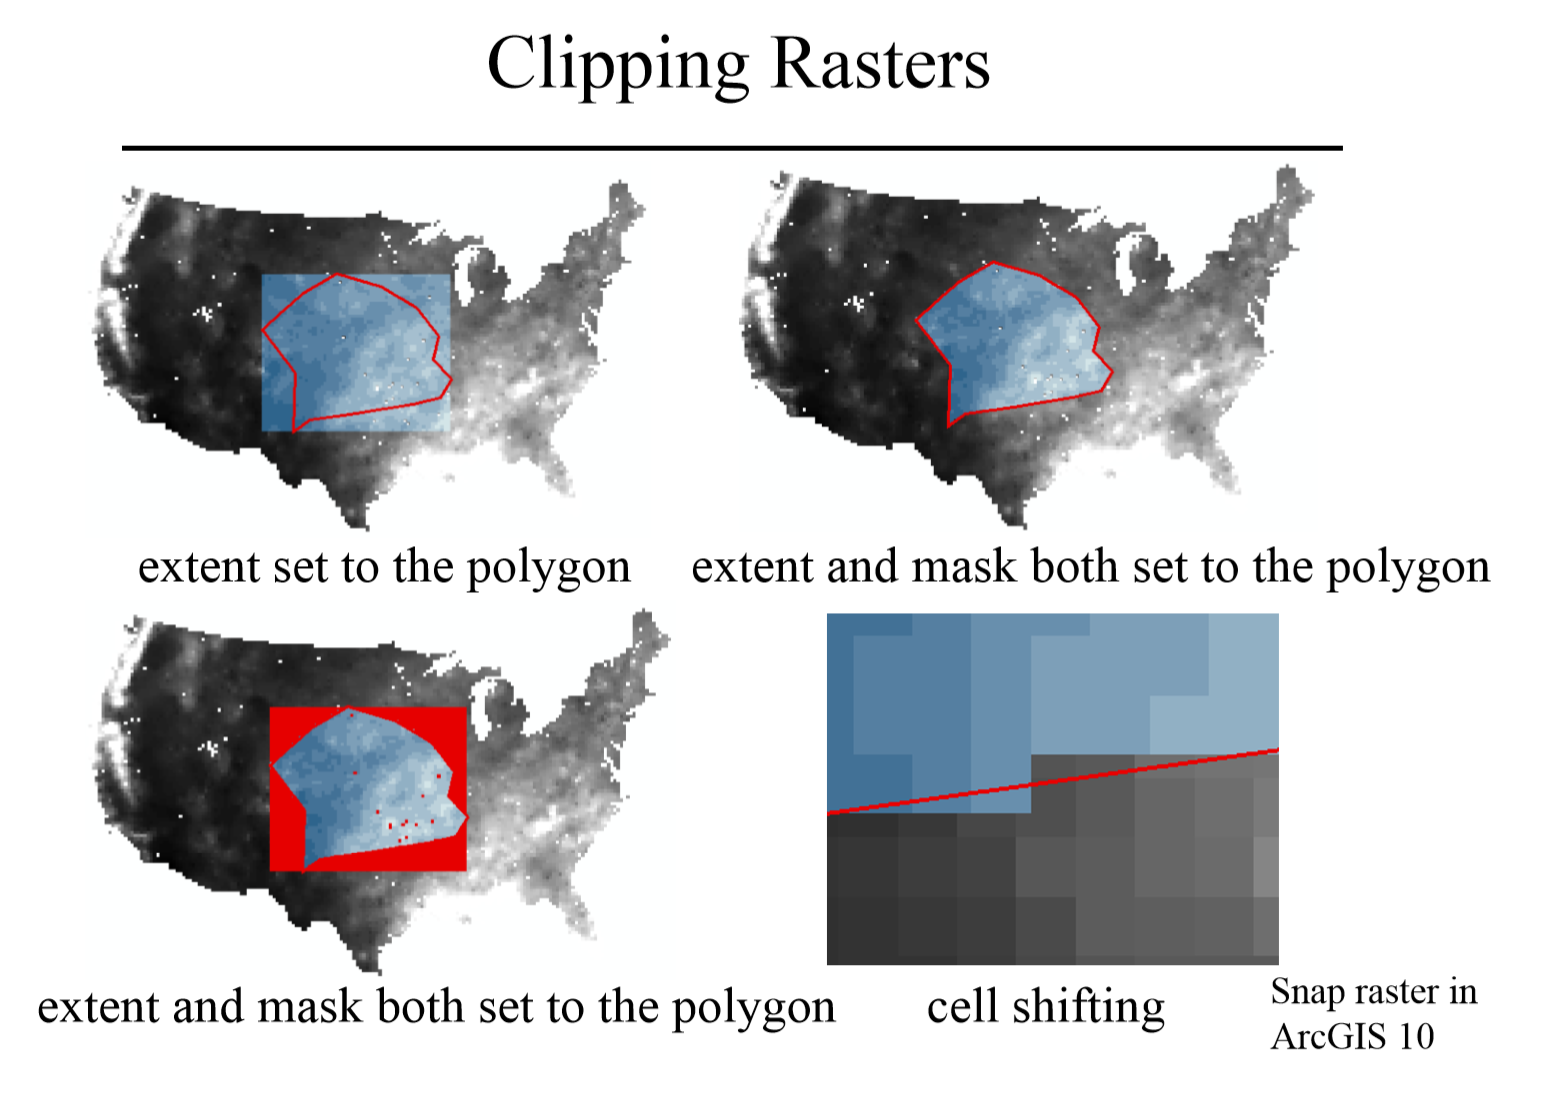 Clipping Rasters
extent set to the polygon
extent and mask both set to the polygon
extent and mask both set to the polygon
cell shifting
Snap raster in
ArcGIS 10